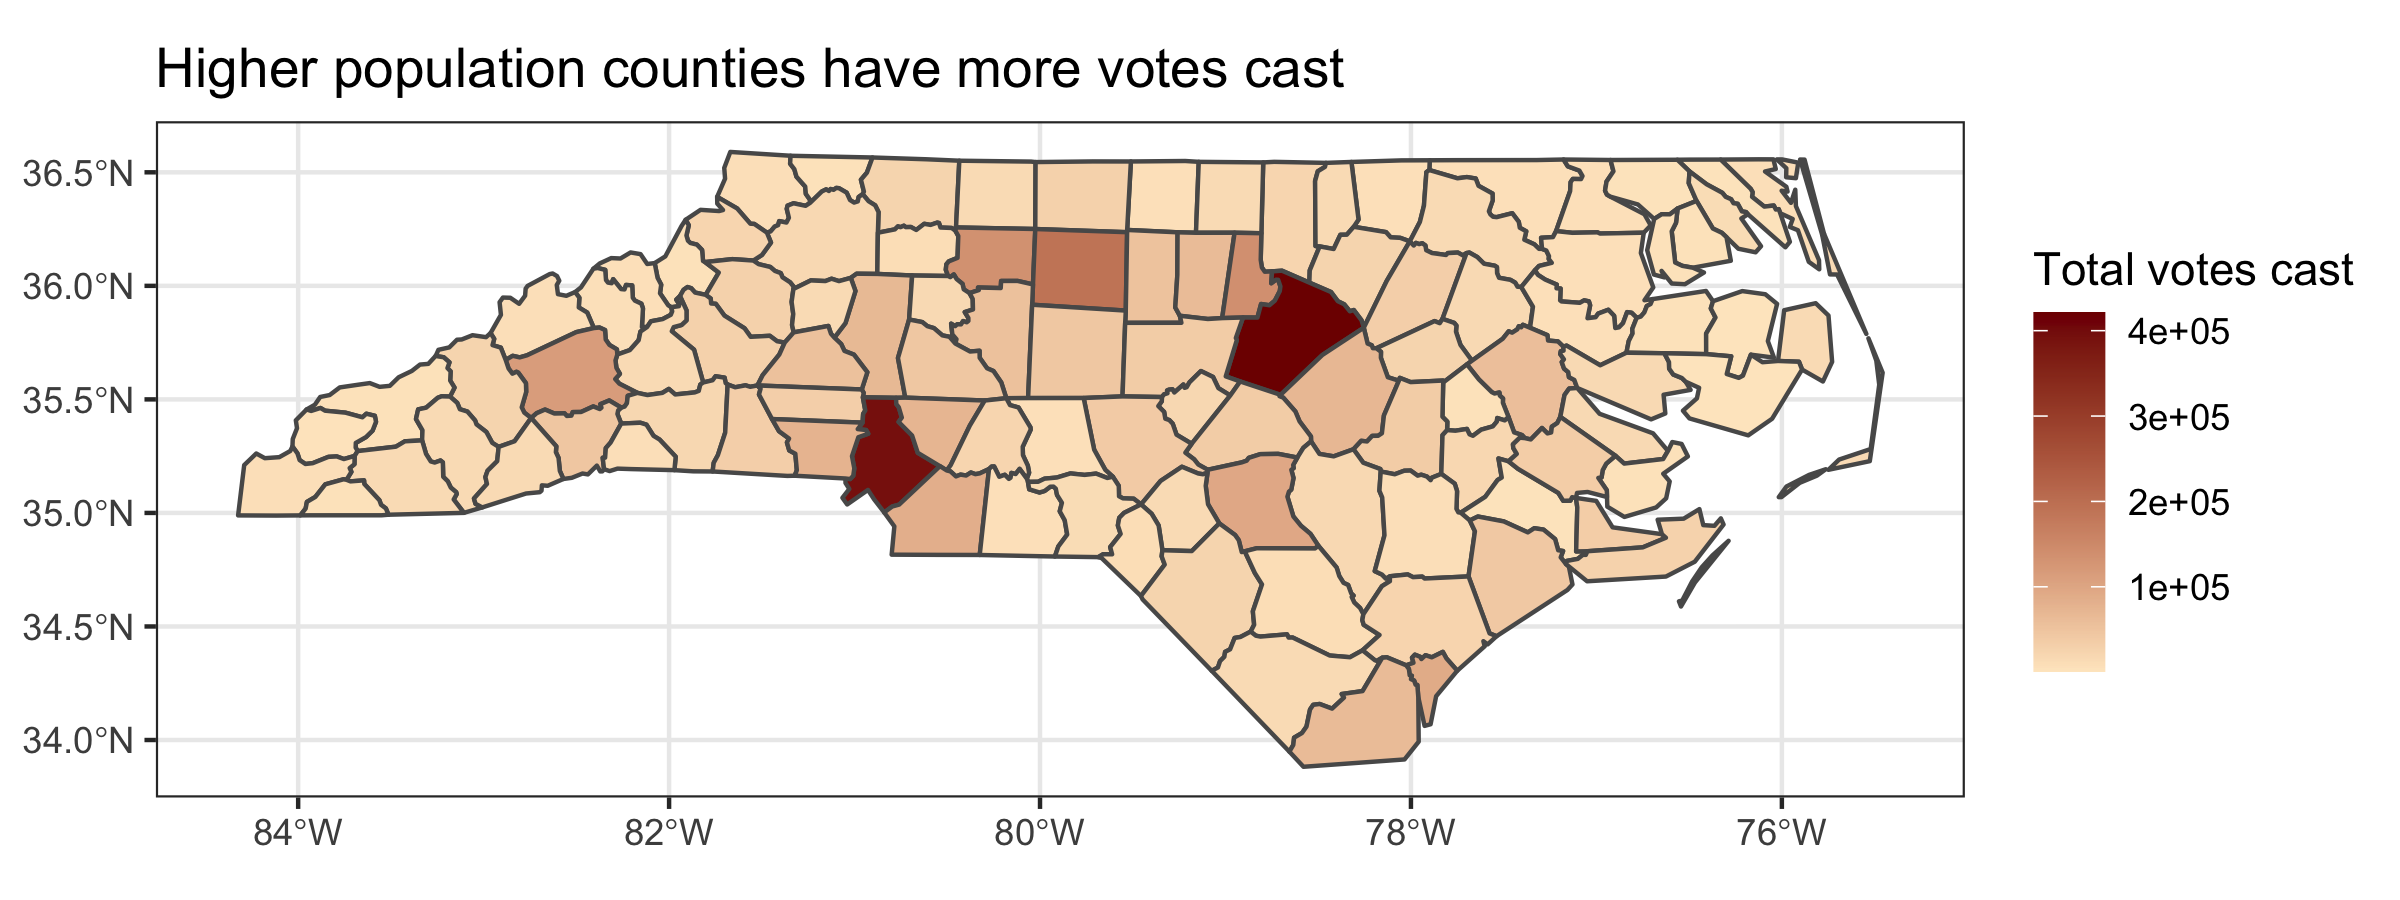 Higher population counties have more votes cast
36.5°N
36.0°N
35.5°N
35.0°N
34.5°N
34.0°N
84°W
82°W
80°W
78°W
76°W
Total votes cast
4e+05
3e+05
2e+05
1e+05